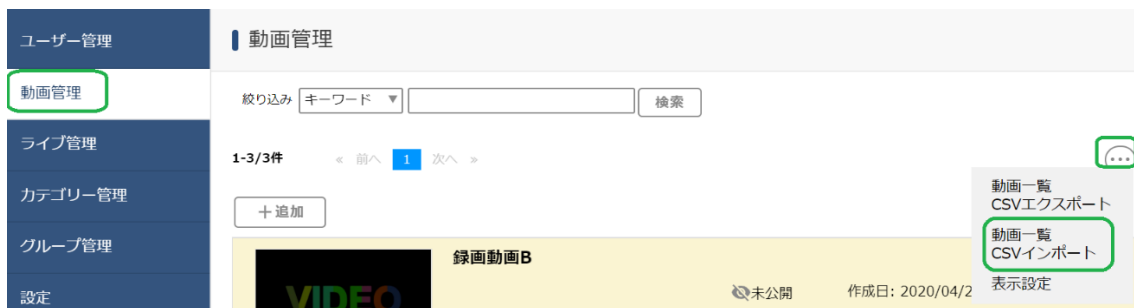 ユーザー管理
動画管理
ライブ管理
カテゴリー管理
グループ管理
設定
動画管理
絞り込み キーワード ▼ 検索
1-3/3件 « 前へ 1 次へ » ...
＋追加
動画一覧
CSVエクスポート
動画一覧
CSVインポート
表示設定
録画動画B
VIDEO
未公開 作成日: 2020/04/2